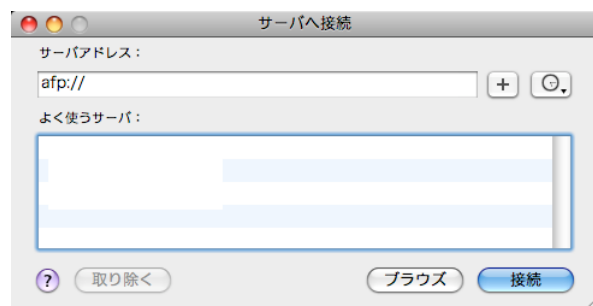 サーバへ接続
サーバアドレス：
afp://
よく使うサーバ：
? 取り除く ブラウズ 接続